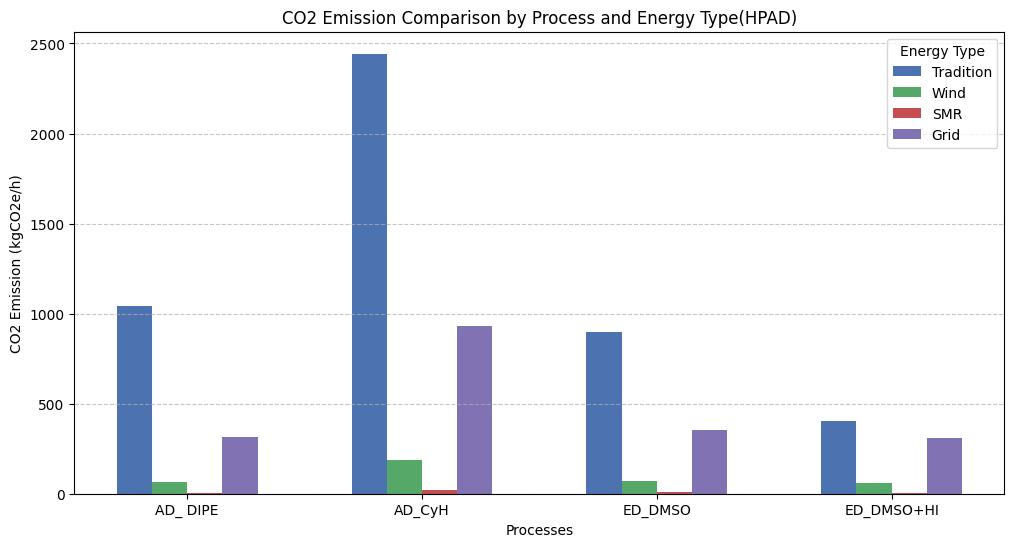 CO2 Emission Comparison by Process and Energy Type(HPAD)
Energy Type
Tradition
Wind
SMR
Grid
CO2 Emission (kgCO2e/h)
2500
2000
1500
1000
500
0
AD_ DIPE
AD_CyH
ED_DMSO
ED_DMSO+HI
Processes